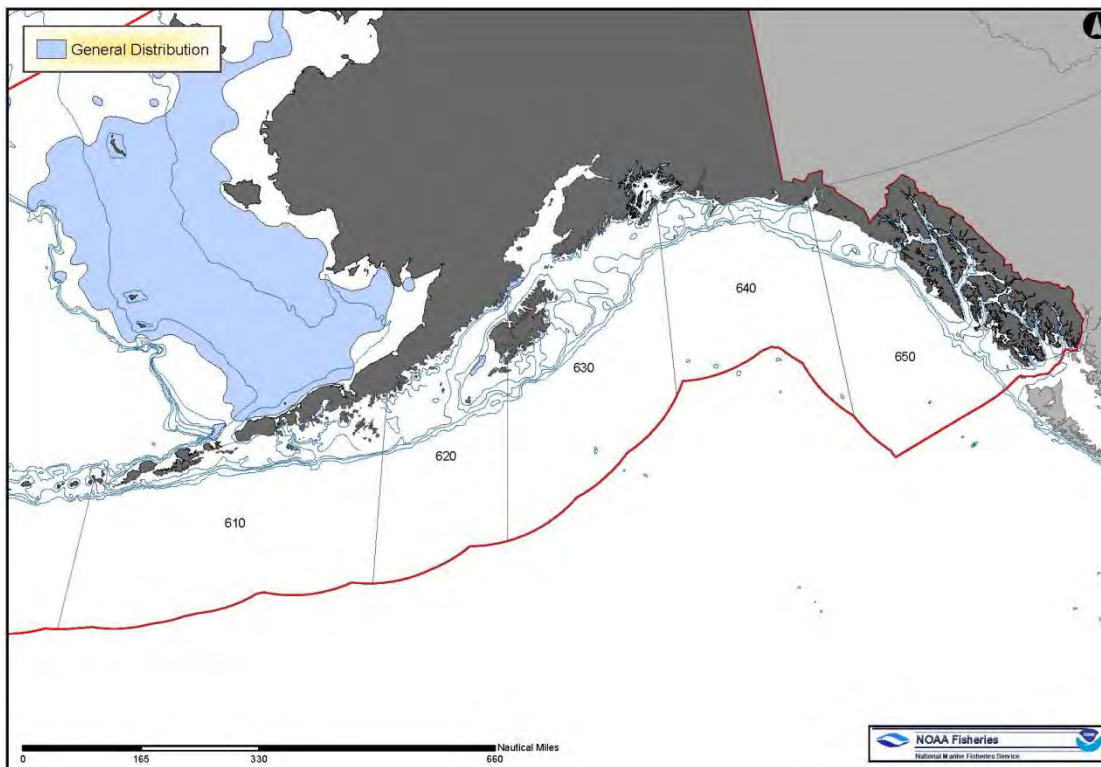 General Distribution
640
650
630
620
610
Nautical Miles
0 165 330 660
NOAA Fisheries
National Marine Fisheries Service